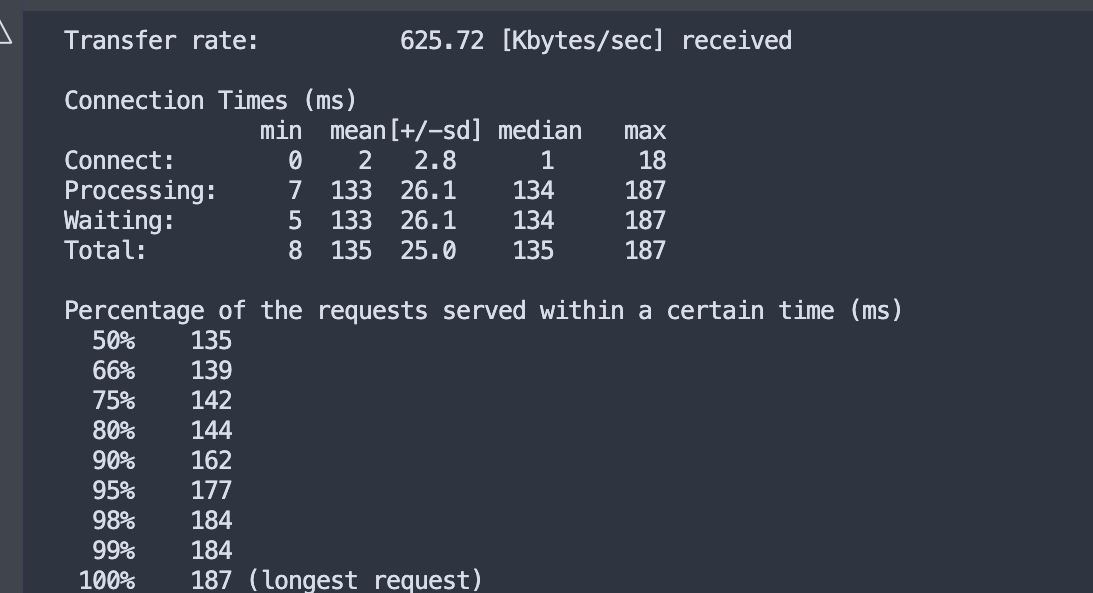 Transfer rate:          625.72 [Kbytes/sec] received

Connection Times (ms)
              min  mean[+/-sd] median   max
Connect:        0    2   2.8      1      18
Processing:     7  133  26.1    134     187
Waiting:        5  133  26.1    134     187
Total:          8  135  25.0    135     187

Percentage of the requests served within a certain time (ms)
  50%    135
  66%    139
  75%    142
  80%    144
  90%    162
  95%    177
  98%    184
  99%    184
 100%    187 (longest request)